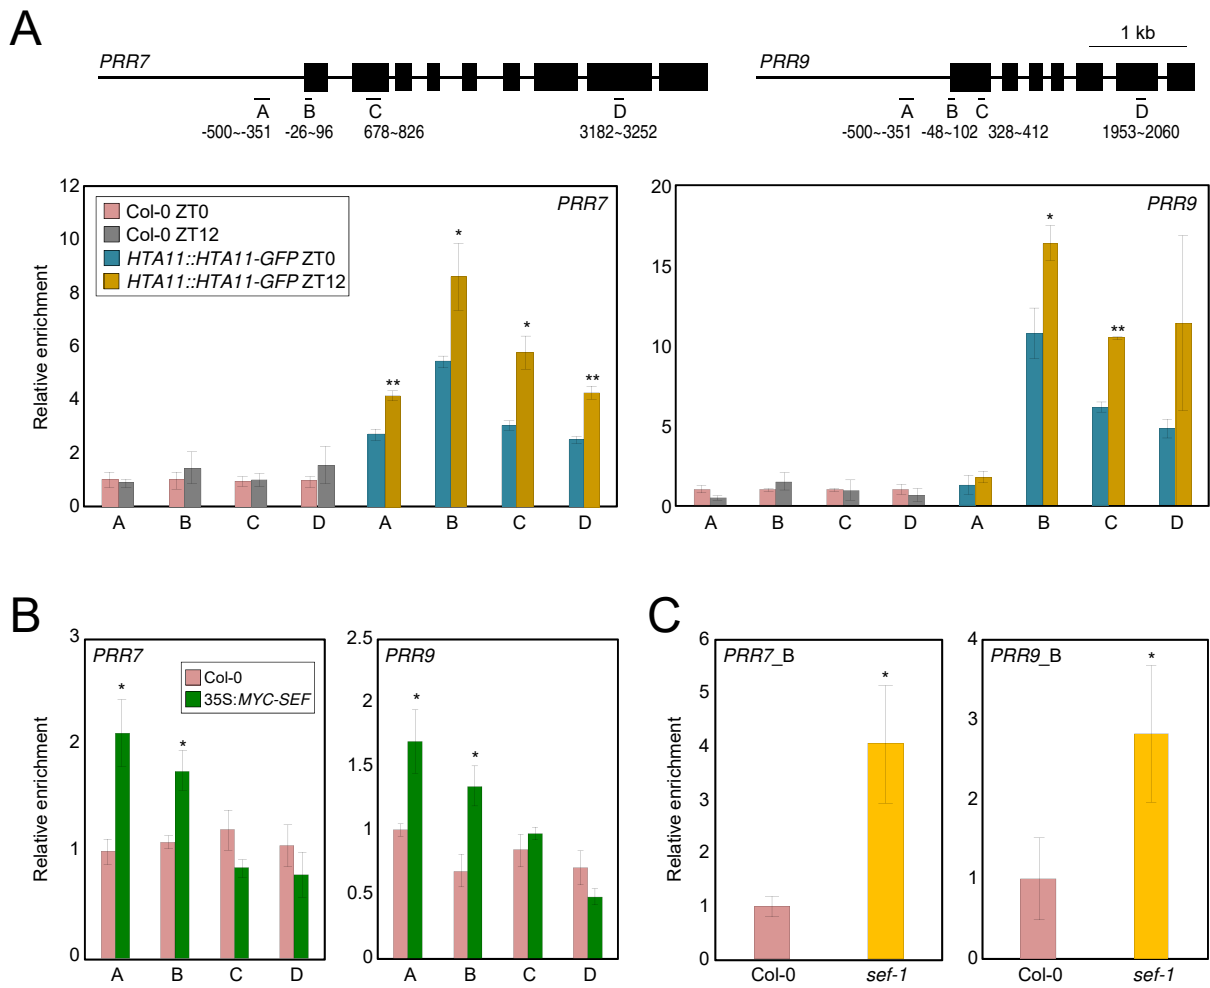 A
1 kb
PRR7
PRR9
A B C D
-500~-351 -26~96 678~826 3182~3252
A B C D
-500~-351 -48~102 328~412 1953~2060
12
10
8
6
4
2
0
Relative enrichment
PRR7
Col-0 ZT0
Col-0 ZT12
HTA11::HTA11-GFP ZT0
HTA11::HTA11-GFP ZT12
** * * **
A B C D A B C D
20
15
10
5
0
PRR9
* **
A B C D A B C D
B
3
2
1
0
Relative enrichment
PRR7
Col-0
35S:MYC-SEF
* *
A B C D
2.5
2
1.5
1
0.5
0
PRR9
* *
A B C D
C
6
5
4
3
2
1
0
Relative enrichment
PRR7_B
*
Col-0 sef-1
4
3
2
1
0
PRR9_B
*
Col-0 sef-1